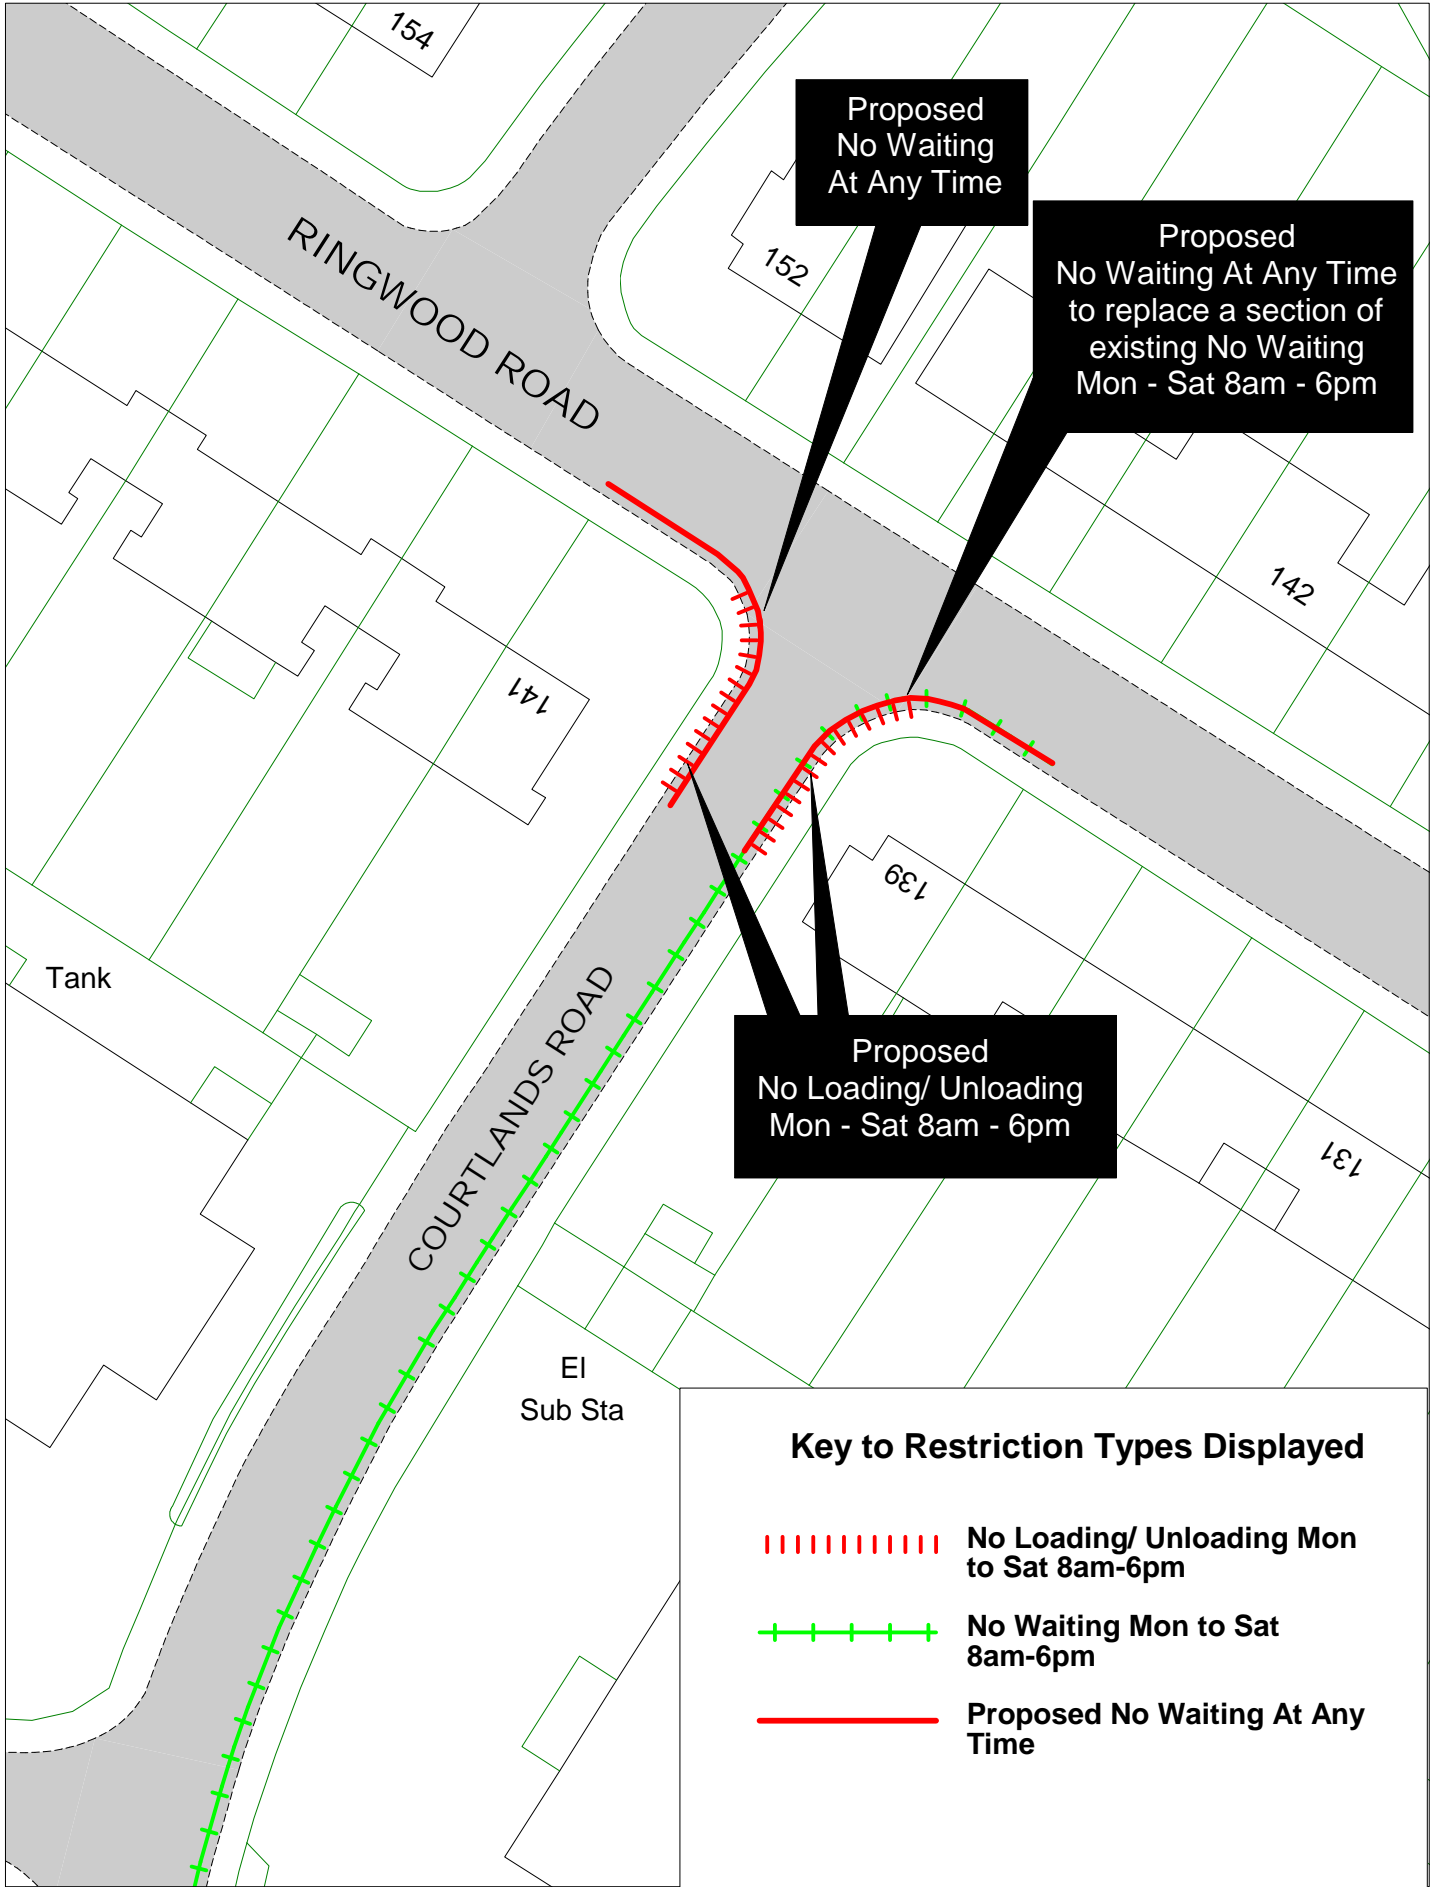 154
Proposed
No Waiting
At Any Time
Proposed
No Waiting At Any Time
to replace a section of
existing No Waiting
Mon - Sat 8am - 6pm
152
RINGWOOD ROAD
142
141
139
Tank
COURTLANDS ROAD
Proposed
No Loading/ Unloading
Mon - Sat 8am - 6pm
131
El
Sub Sta
Key to Restriction Types Displayed
No Loading/ Unloading Mon
to Sat 8am-6pm
No Waiting Mon to Sat
8am-6pm
Proposed No Waiting At Any
Time